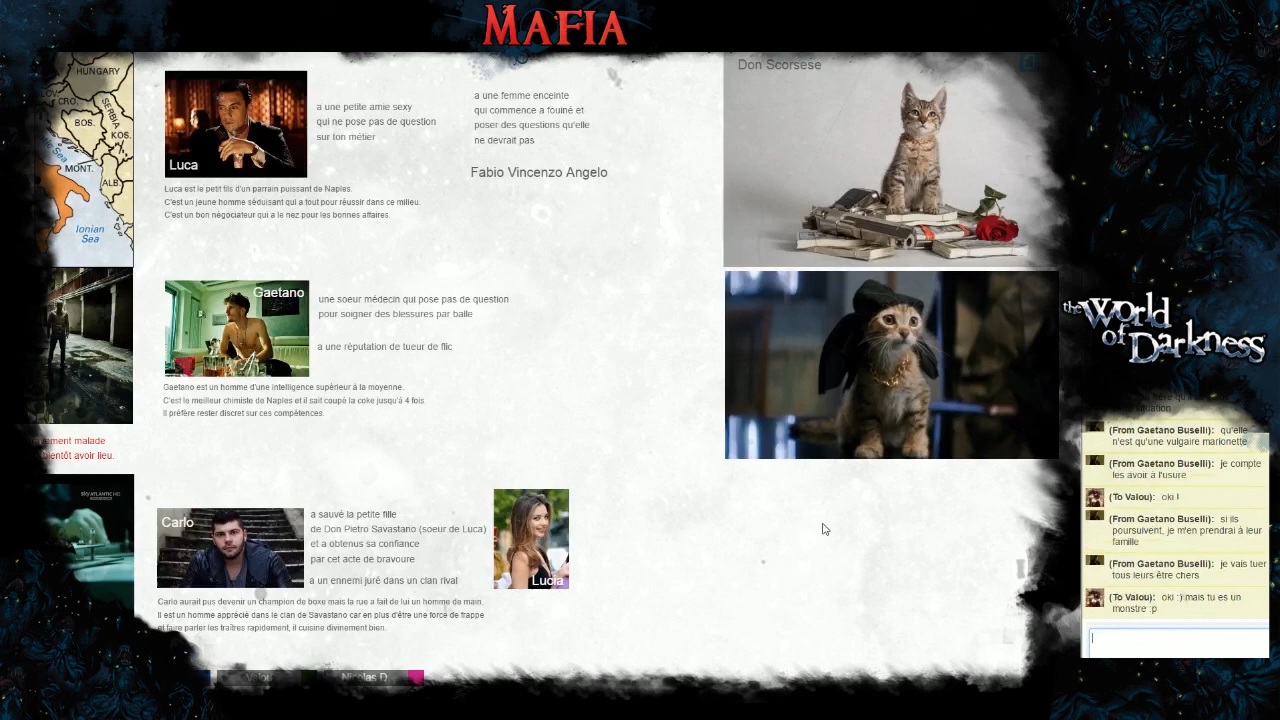 MAFIA
HUNGARY
CRO.
BOS.
SERBIA
KOS.
MONT.
ALB.
Ionian
Sea
Luca
a une petite amie sexy
qui ne pose pas de question
sur ton métier
Luca est le petit fils d'un parrain puissant de Naples.
C'est un jeune homme séduisant qui a tout pour réussir dans ce milieu.
C'est un bon négociateur qui a le nez pour les bonnes affaires.
a une femme enceinte
qui commence a fouiné et
poser des questions qu'elle
ne devrait pas
Fabio Vincenzo Angelo
Don Scorsese
Gaetano
une soeur médecin qui pose pas de question
pour soigner des blessures par balle
a une réputation de tueur de flic
Gaetano est un homme d'une intelligence supérieur à la moyenne.
C'est le meilleur chimiste de Naples et il sait coupé la coke jusqu'à 4 fois.
Il préfère rester discret sur ces compétences.
malade
bientôt avoir lieu.
sky ATLANTIC HD
Carlo
a sauvé la petite fille
de Don Pietro Savastano (soeur de Luca)
et a obtenus sa confiance
par cet acte de bravoure
a un ennemi juré dans un clan rival
Lucia
Carlo aurait pus devenir un champion de boxe mais la rue a fait de lui un homme de main.
Il est un homme apprécié dans le clan de Savastano car en plus d'être une force de frappe
et faire parler les traîtres rapidement, il cuisine divinement bien.
Valou
Nicolas D.
the World
of Darkness
situation
(From Gaetano Buselli): qu'elle
n'est qu'une vulgaire marionette
(From Gaetano Buselli): je compte
les avoir à l'usure
(To Valou): oki !
(From Gaetano Buselli): si ils
poursuivent, je m'en prendrai à leur
famille
(From Gaetano Buselli): je vais tuer
tous leurs être chers
(To Valou): oki :) mais tu es un
monstre :p